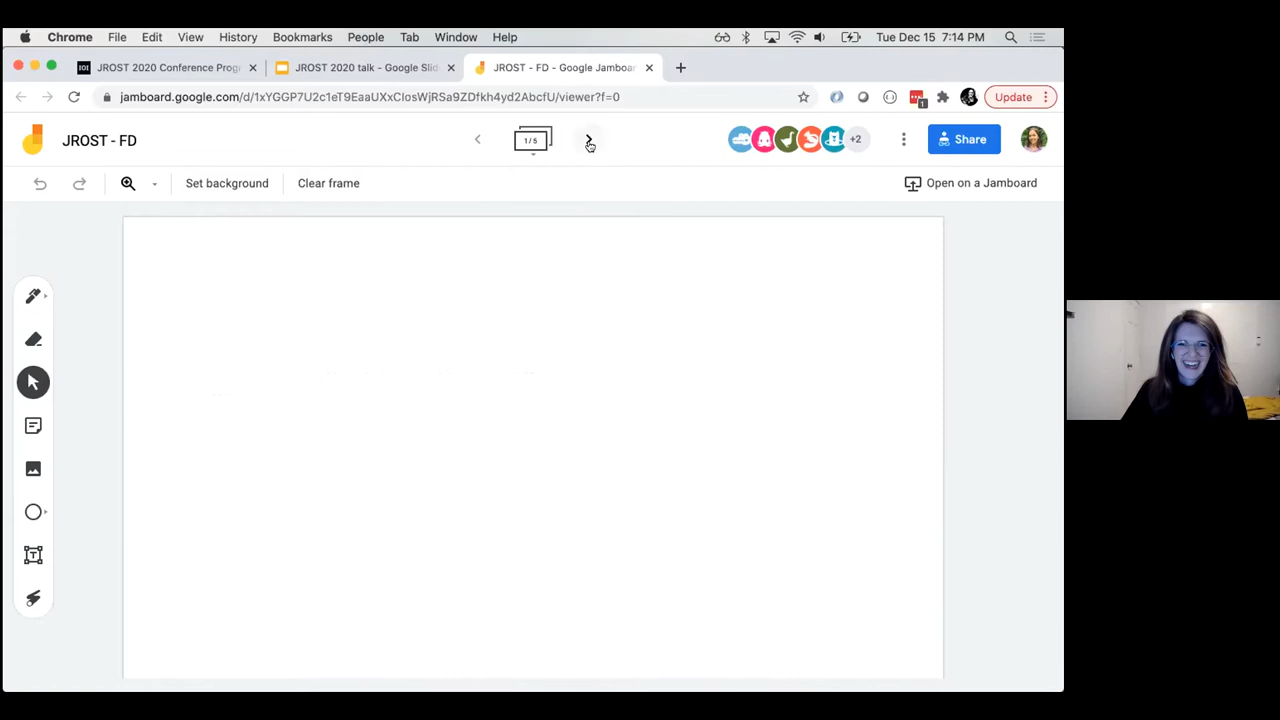 Chrome File Edit View History Bookmarks People Tab Window Help Tue Dec 15 7:14 PM
JROST 2020 Conference Prog JROST 2020 talk - Google Slid JROST - FD - Google Jamboar
jamboard.google.com/d/1xYGGP7U2c1eT9EaaUXxCIosWjRSa9ZDfkh4yd2AbcfU/viewer?f=0 1 Update
JROST - FD 1/5 +2 Share
Set background Clear frame Open on a Jamboard